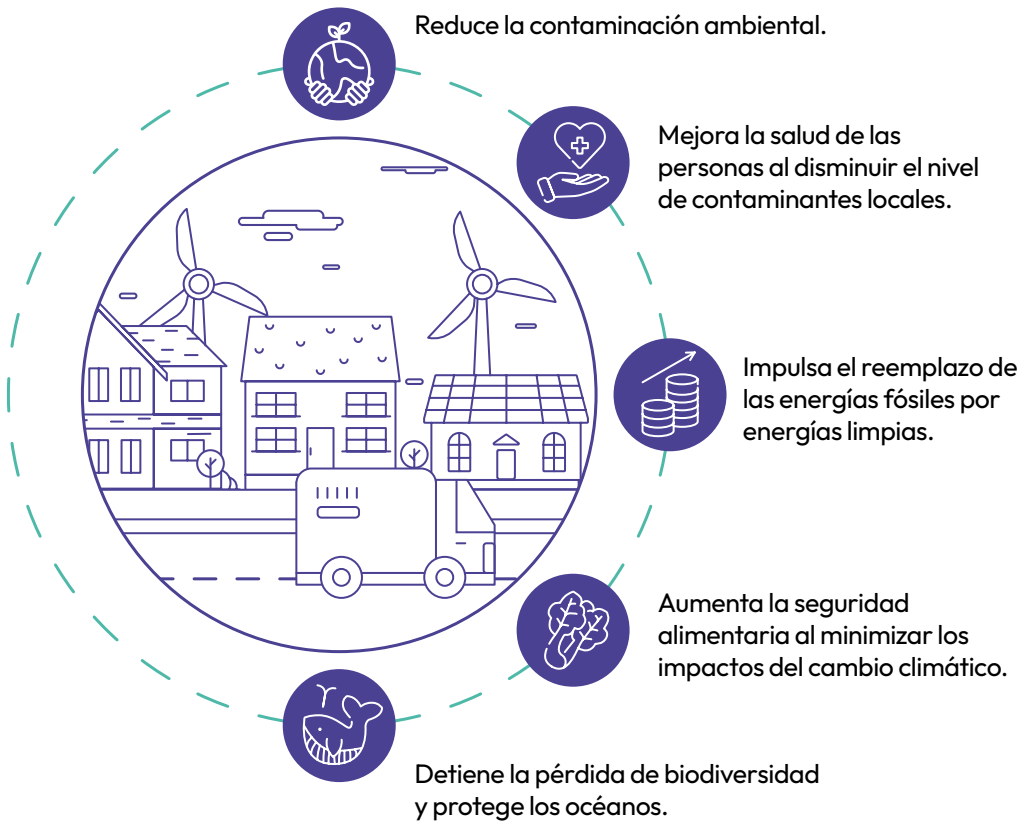 Reduce la contaminación ambiental.
Mejora la salud de las
personas al disminuir el nivel
de contaminantes locales.
Impulsa el reemplazo de
las energías fósiles por
energías limpias.
Aumenta la seguridad
alimentaria al minimizar los
impactos del cambio climático.
Detiene la pérdida de biodiversidad
y protege los océanos.